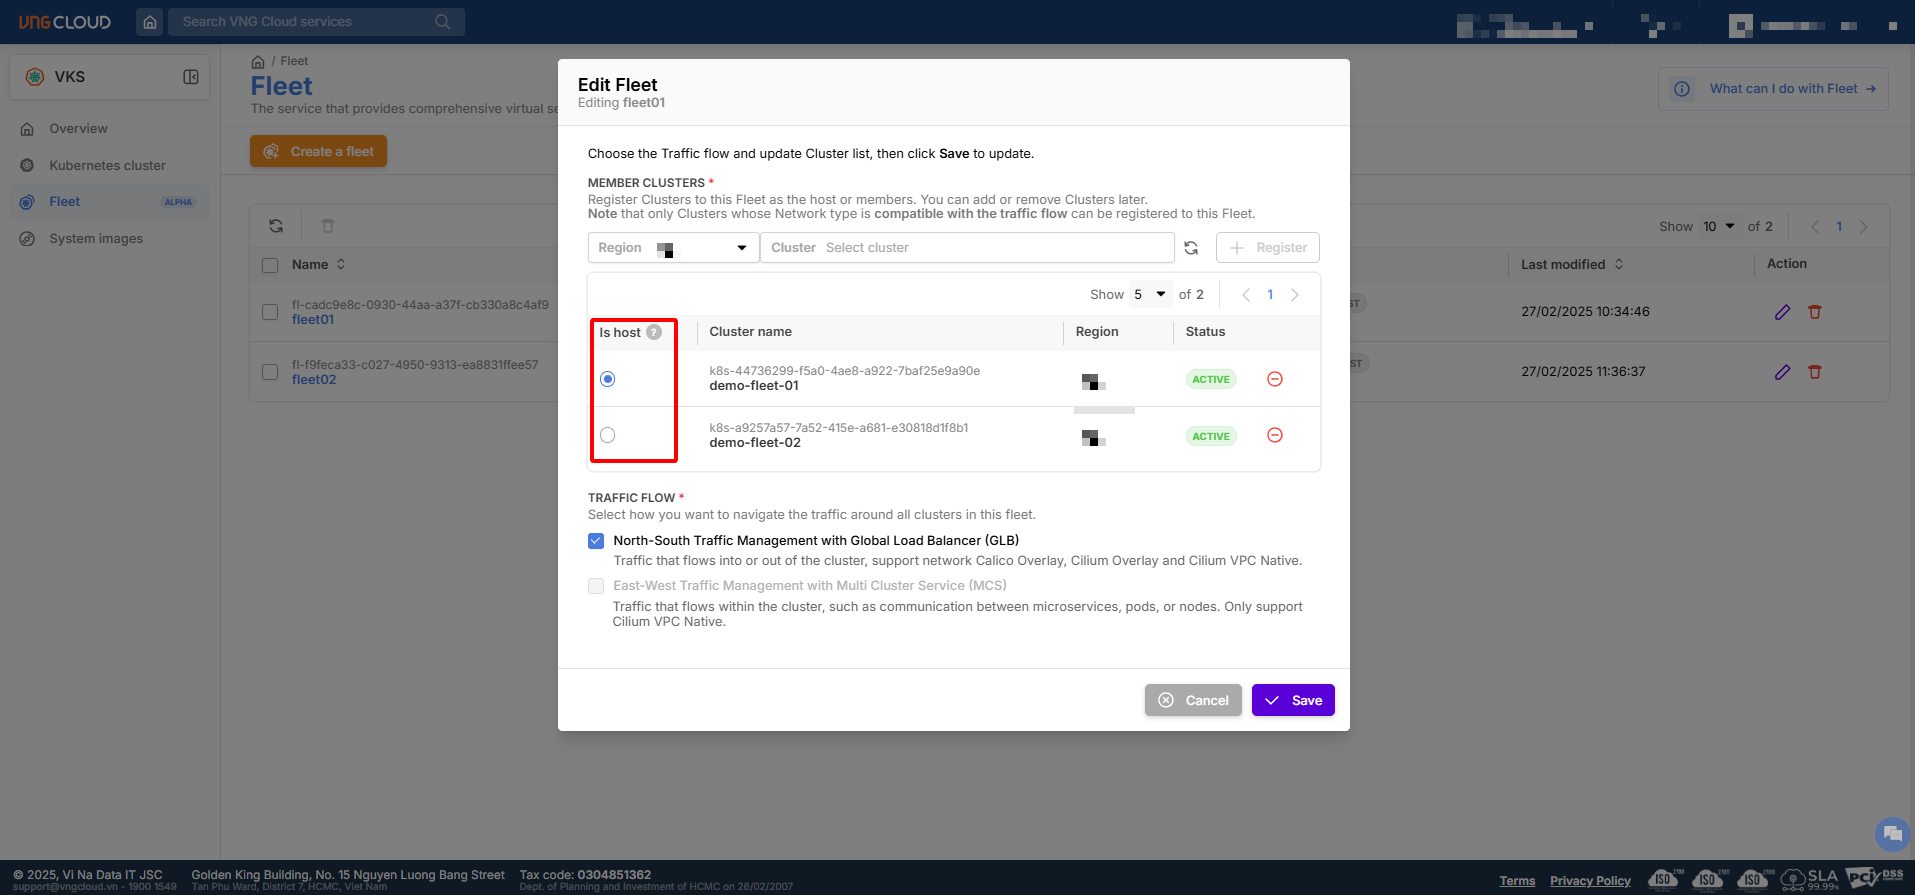 VNG CLOUD
Search VNG Cloud services
VKS
Overview
Kubernetes cluster
Fleet ALPHA
System images
/ Fleet
Fleet
The service that provides comprehensive virtual se
What can I do with Fleet
Create a fleet
Show 10 of 2 1
Name Last modified Action
fl-cadc9e8c-0930-44aa-a37f-cb330a8c4af9
fleet01
ST
27/02/2025 10:34:46
fl-f9feca33-c027-4950-9313-ea8831ffee57
fleet02
ST
27/02/2025 11:36:37
Edit Fleet
Editing fleet01
Choose the Traffic flow and update Cluster list, then click Save to update.
MEMBER CLUSTERS *
Register Clusters to this Fleet as the host or members. You can add or remove Clusters later.
Note that only Clusters whose Network type is compatible with the traffic flow can be registered to this Fleet.
Region Cluster Select cluster Register
Show 5 of 2 1
Is host ? Cluster name Region Status
k8s-44736299-f5a0-4ae8-a922-7baf25e9a90e
demo-fleet-01
ACTIVE
k8s-a9257a57-7a52-415e-a681-e30818d1f8b1
demo-fleet-02
ACTIVE
TRAFFIC FLOW *
Select how you want to navigate the traffic around all clusters in this fleet.
North-South Traffic Management with Global Load Balancer (GLB)
Traffic that flows into or out of the cluster, support network Calico Overlay, Cilium Overlay and Cilium VPC Native.
East-West Traffic Management with Multi Cluster Service (MCS)
Traffic that flows within the cluster, such as communication between microservices, pods, or nodes. Only support
Cilium VPC Native.
Cancel Save
© 2025, Vi Na Data IT JSC
support@vngcloud.vn - 1900 1549
Golden King Building, No. 15 Nguyen Luong Bang Street
Tan Phu Ward, District 7, HCMC, Viet Nam
Tax code: 0304851362
Dept. of Planning and Investment of HCMC on 26/02/2007
Terms Privacy Policy ISO ISO ISO SLA 99.99% PCI DSS